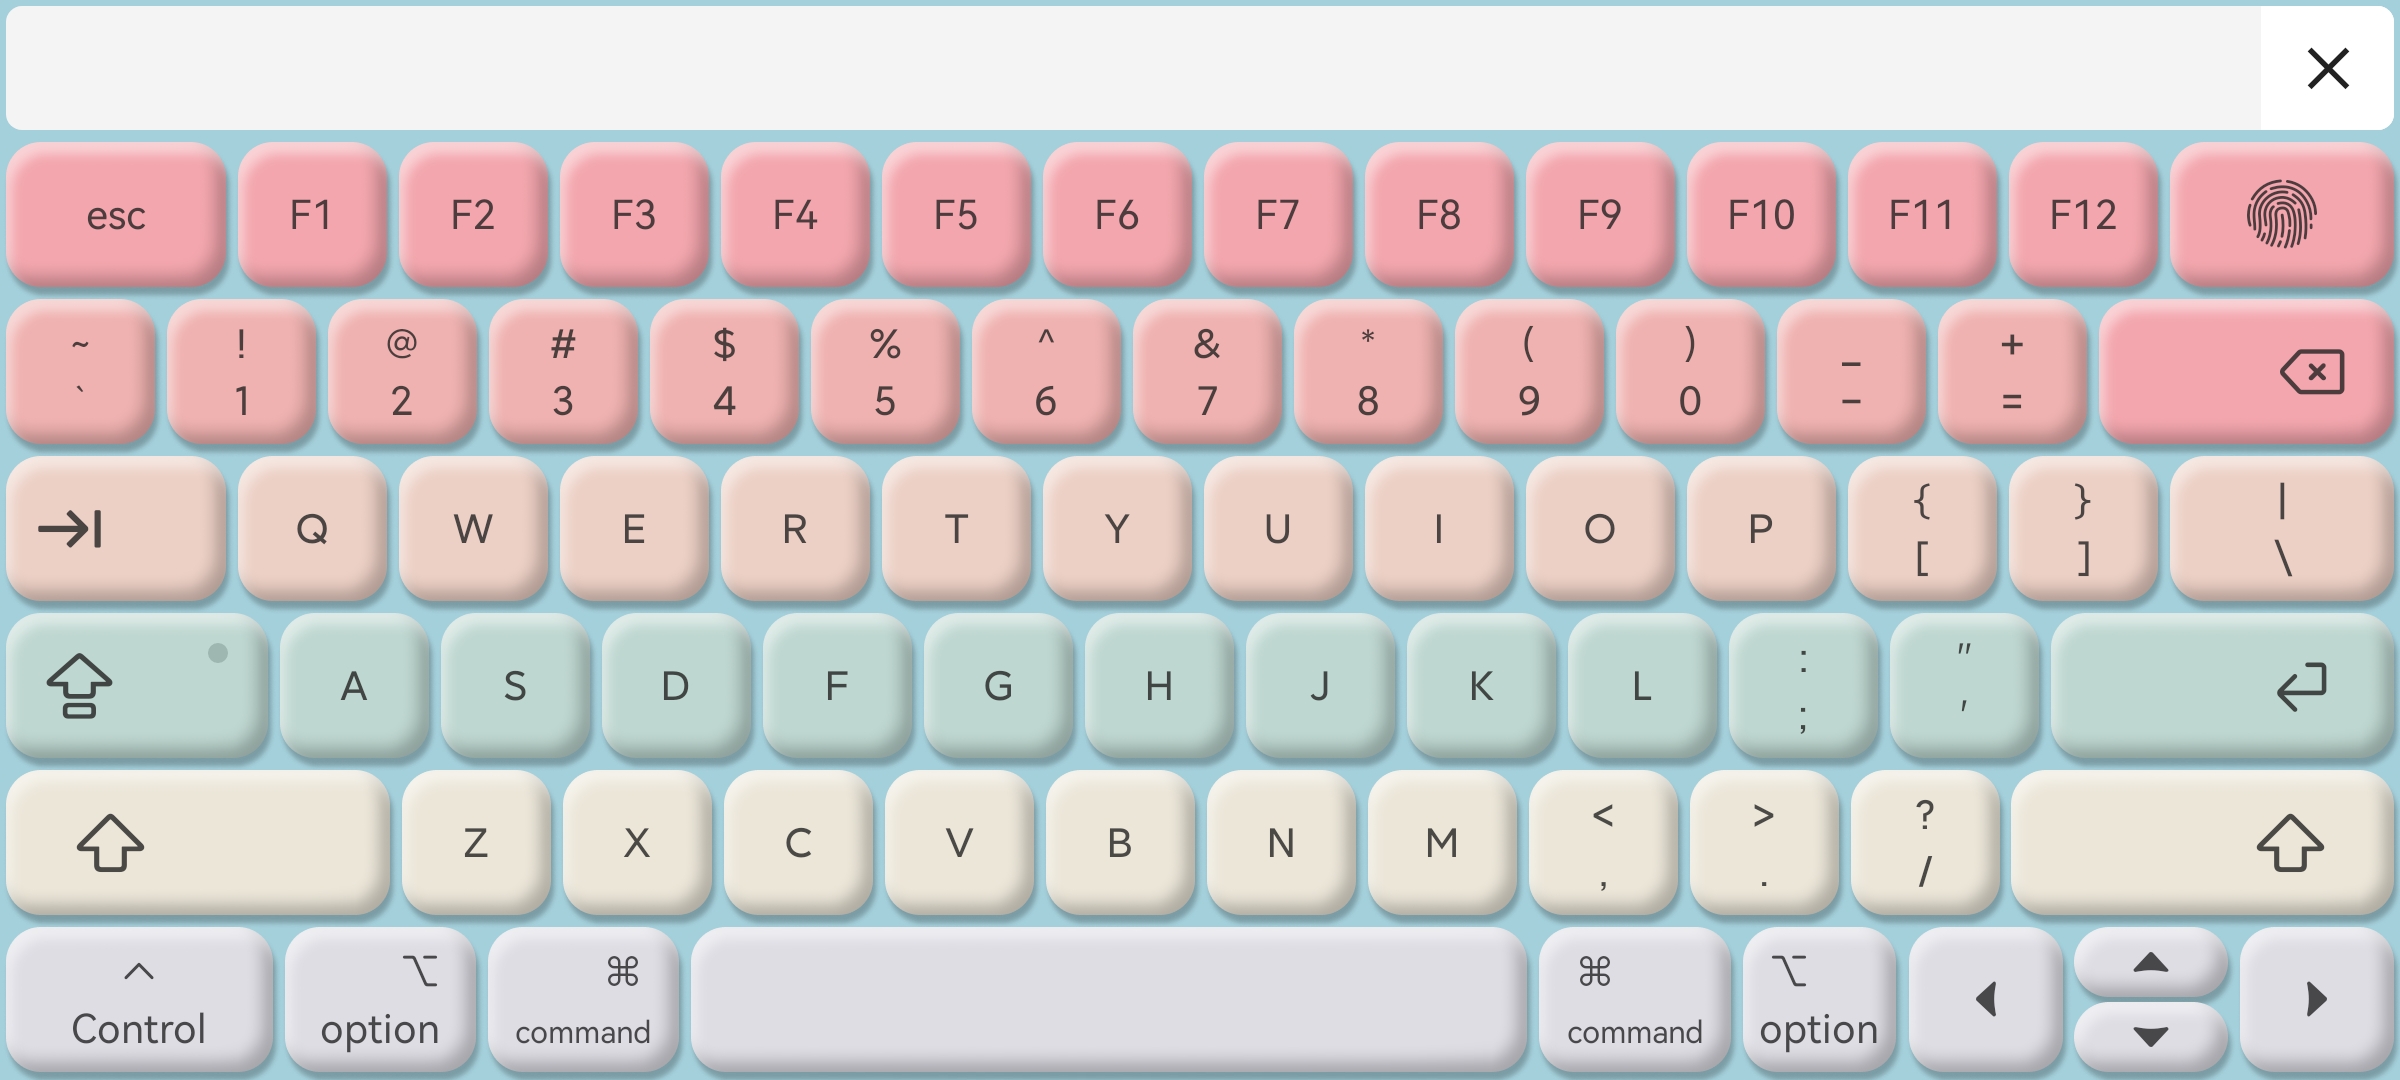 esc F1 F2 F3 F4 F5 F6 F7 F8 F9 F10 F11 F12
~ ! @ # $ % ^ & * ( ) _ +
` 1 2 3 4 5 6 7 8 9 0 - =
Q W E R T Y U I O P { } |
[ ] \
A S D F G H J K L : "
; '
Z X C V B N M < > ?
, . /
^ ⌥ ⌘ ⌘ ⌥
Control option command command option